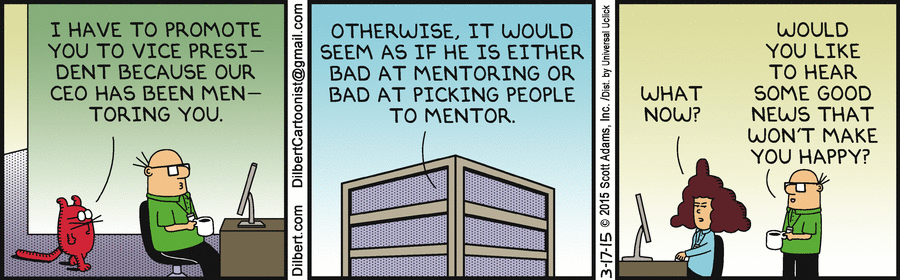 I HAVE TO PROMOTE
YOU TO VICE PRESI-
DENT BECAUSE OUR
CEO HAS BEEN MEN-
TORING YOU.
Dilbert.com DilbertCartoonist@gmail.com
OTHERWISE, IT WOULD
SEEM AS IF HE IS EITHER
BAD AT MENTORING OR
BAD AT PICKING PEOPLE
TO MENTOR.
3-17-15 © 2015 Scott Adams, Inc. /Dist. by Universal Uclick
WHAT
NOW?
WOULD
YOU LIKE
TO HEAR
SOME GOOD
NEWS THAT
WON'T MAKE
YOU HAPPY?